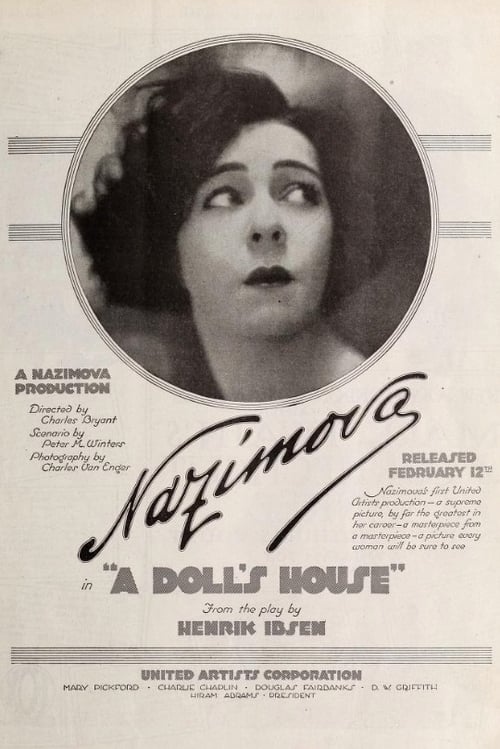 A NAZIMOVA
PRODUCTION
Directed by
Charles Bryant
Scenario by
Peter M. Winters
Photography by
Charles Van Enger
Nazimova
RELEASED
FEBRUARY 12TH
Nazimova's first United
Artists production—a supreme
picture, by far the greatest in
her career—a masterpiece from
a masterpiece—a picture every
woman will be sure to see
in "A DOLL'S HOUSE"
From the play by
HENRIK IBSEN
UNITED ARTISTS CORPORATION
MARY PICKFORD · CHARLIE CHAPLIN · DOUGLAS FAIRBANKS · D. W. GRIFFITH
HIRAM ABRAMS · PRESIDENT